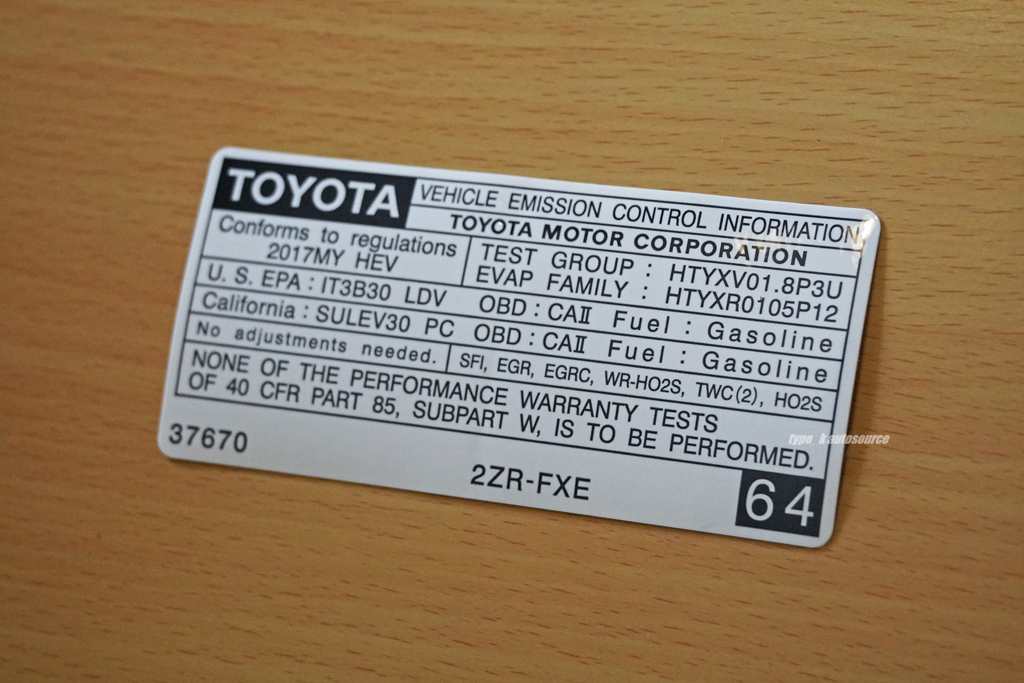 TOYOTA VEHICLE EMISSION CONTROL INFORMATION
TOYOTA MOTOR CORPORATION
Conforms to regulations
2017MY HEV
TEST GROUP : HTYXV01.8P3U
EVAP FAMILY : HTYXR0105P12
U. S. EPA : IT3B30 LDV OBD : CAII Fuel : Gasoline
California : SULEV30 PC OBD : CAII Fuel : Gasoline
No adjustments needed. SFI, EGR, EGRC, WR-HO2S, TWC(2), HO2S
NONE OF THE PERFORMANCE WARRANTY TESTS
OF 40 CFR PART 85, SUBPART W, IS TO BE PERFORMED.
type_kautosource
37670
2ZR-FXE
64